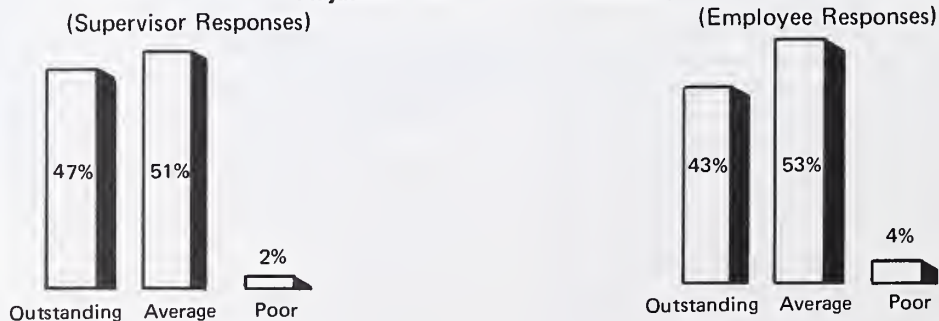 (Supervisor Responses)
47% 51%
2%
Outstanding Average Poor
(Employee Responses)
43% 53%
4%
Outstanding Average Poor